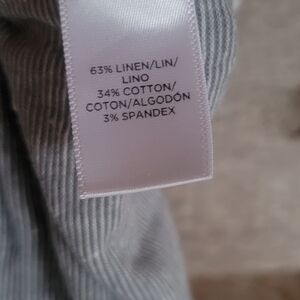 63% LINEN/LIN/
LINO
34% COTTON/
COTON/ALGODÓN
3% SPANDEX